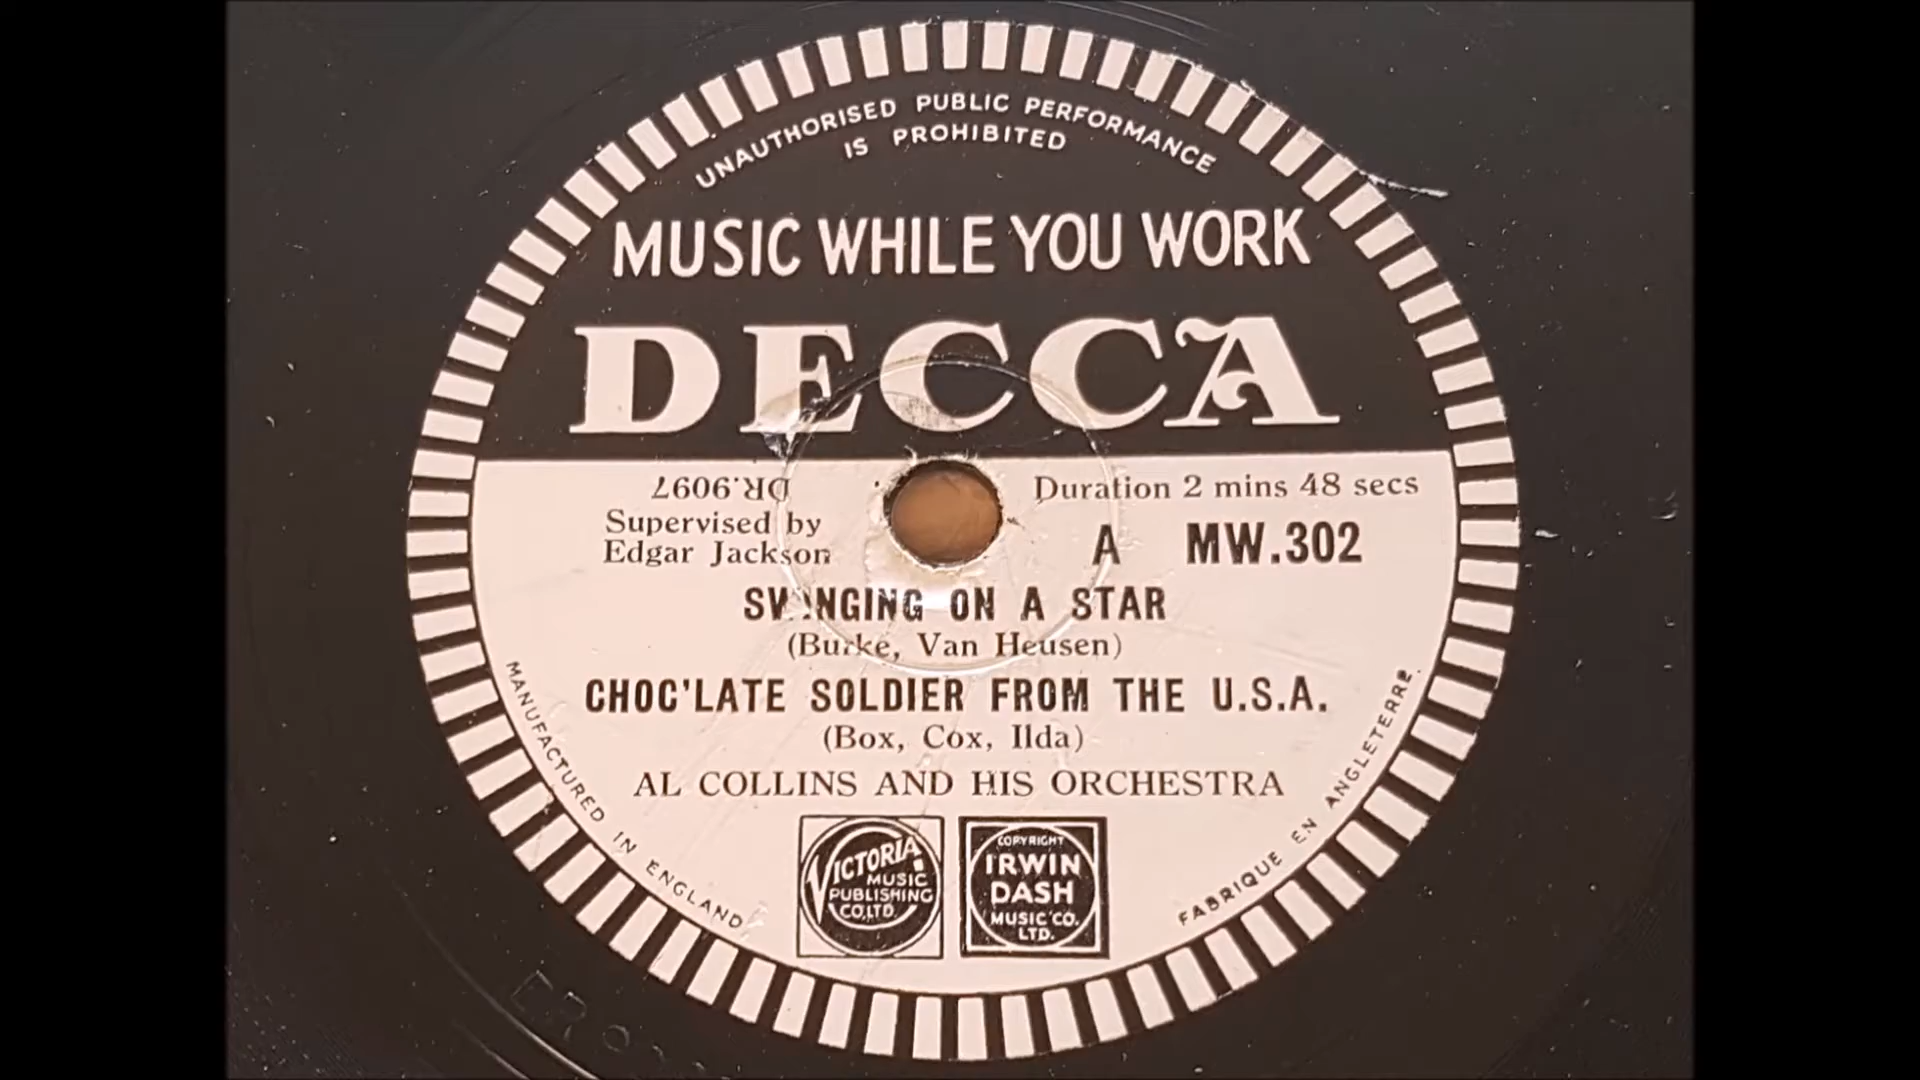 UNAUTHORISED PUBLIC PERFORMANCE
IS PROHIBITED
MUSIC WHILE YOU WORK
DECCA
DR.9097
Duration 2 mins 48 secs
Supervised by
Edgar Jackson
A MW.302
SWINGING ON A STAR
(Burke, Van Heusen)
CHOC'LATE SOLDIER FROM THE U.S.A.
(Box, Cox, Ilda)
AL COLLINS AND HIS ORCHESTRA
VICTORIA
MUSIC
PUBLISHING
CO.LTD.
COPYRIGHT
IRWIN
DASH
MUSIC CO.
LTD.
MANUFACTURED IN ENGLAND
FABRIQUE EN ANGLETERRE.